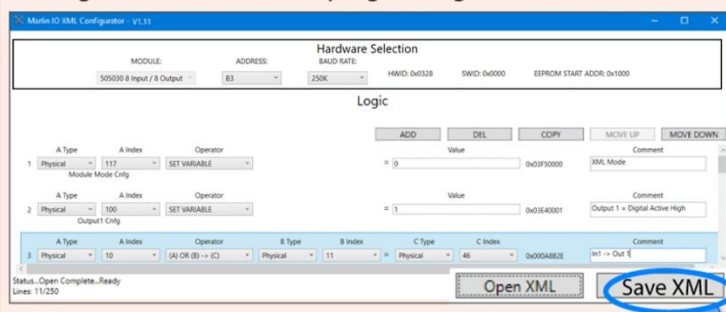 Marlin IO XML Configurator - V1.11
Hardware Selection
MODULE: ADDRESS: BAUD RATE:
505030 8 Input / 8 Output B3 250K HWID: 0x0328 SWID: 0x0000 EEPROM START ADDR: 0x1000
Logic
ADD DEL COPY MOVE UP MOVE DOWN
A Type A Index Operator Value Comment
1 Physical 117 SET VARIABLE = 0 0x03F50000 XML Mode
Module Mode Cnfg
A Type A Index Operator Value Comment
2 Physical 100 SET VARIABLE = 1 0x03E40001 Output 1 = Digital Active High
Output1 Cnfg
A Type A Index Operator B Type B Index C Type C Index Comment
3 Physical 10 (A) OR (B) -> (C) Physical 11 = Physical 46 0x000A8B2E In1 -> Out 1
Status...Open Complete...Ready
Lines: 11/250
Open XML Save XML